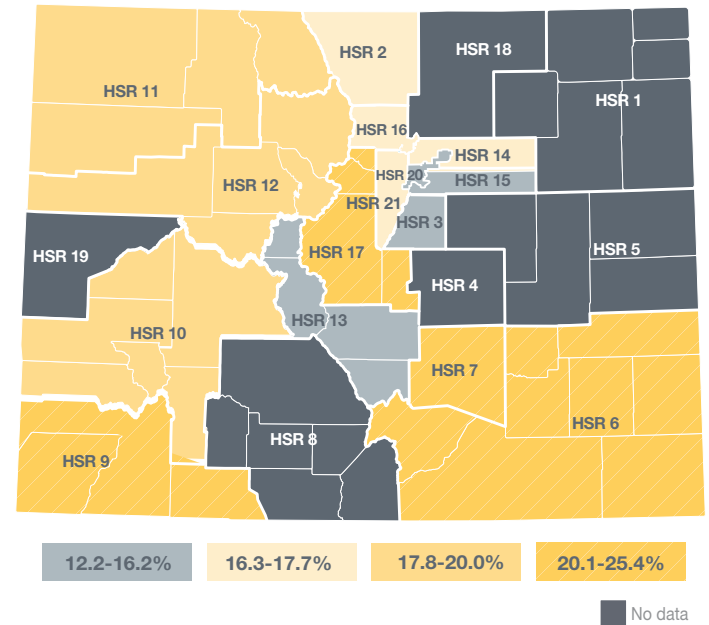 HSR 2
HSR 18
HSR 11
HSR 1
HSR 16
HSR 14
HSR 20
HSR 15
HSR 12
HSR 21
HSR 3
HSR 17
HSR 5
HSR 19
HSR 4
HSR 13
HSR 10
HSR 7
HSR 6
HSR 8
HSR 9
12.2-16.2%
16.3-17.7%
17.8-20.0%
20.1-25.4%
No data